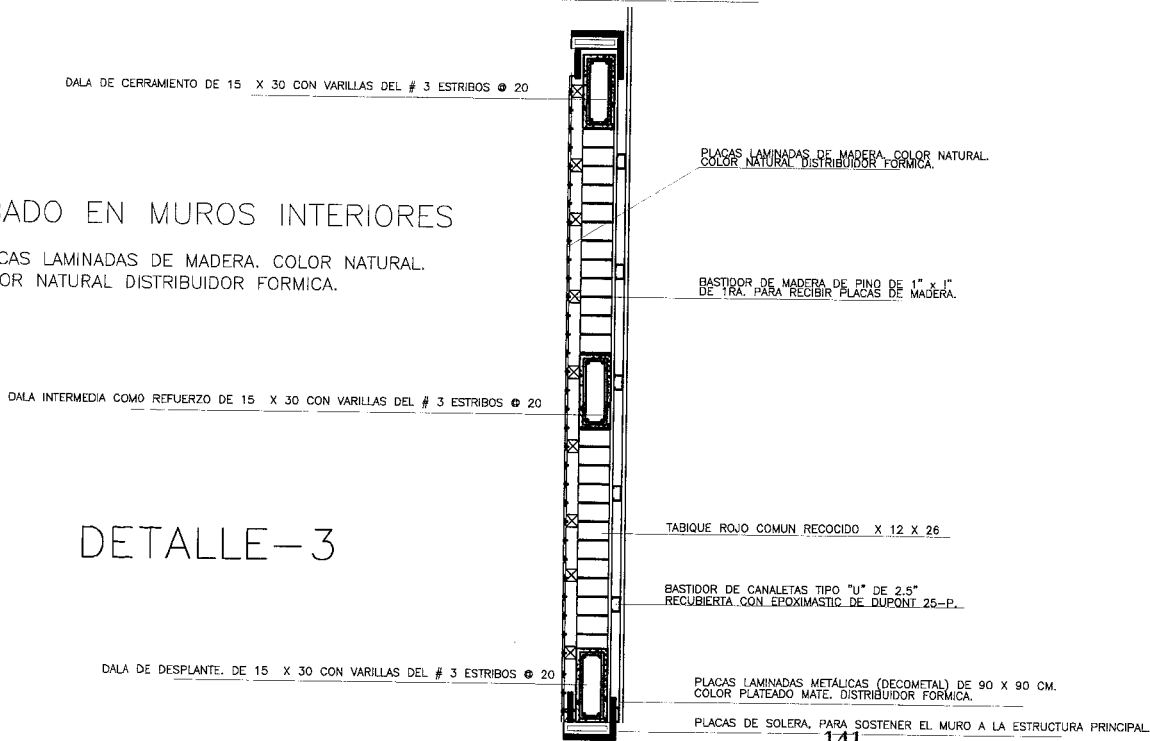 DALA DE CERRAMIENTO DE 15 X 30 CON VARILLAS DEL # 3 ESTRIBOS @ 20
PLACAS LAMINADAS DE MADERA. COLOR NATURAL.
COLOR NATURAL DISTRIBUIDOR FORMICA.
BADO EN MUROS INTERIORES
CAS LAMINADAS DE MADERA. COLOR NATURAL.
OR NATURAL DISTRIBUIDOR FORMICA.
BASTIDOR DE MADERA DE PINO DE 1" x 1"
DE 1RA. PARA RECIBIR PLACAS DE MADERA.
DALA INTERMEDIA COMO REFUERZO DE 15 X 30 CON VARILLAS DEL # 3 ESTRIBOS @ 20
DETALLE-3
TABIQUE ROJO COMUN RECOCIDO X 12 X 26
BASTIDOR DE CANALETAS TIPO "U" DE 2.5"
RECUBIERTA CON EPOXIMASTIC DE DUPONT 25-P.
DALA DE DESPLANTE. DE 15 X 30 CON VARILLAS DEL # 3 ESTRIBOS @ 20
PLACAS LAMINADAS METÁLICAS (DECOMETAL) DE 90 X 90 CM.
COLOR PLATEADO MATE. DISTRIBUIDOR FORMICA.
PLACAS DE SOLERA, PARA SOSTENER EL MURO A LA ESTRUCTURA PRINCIPAL
141